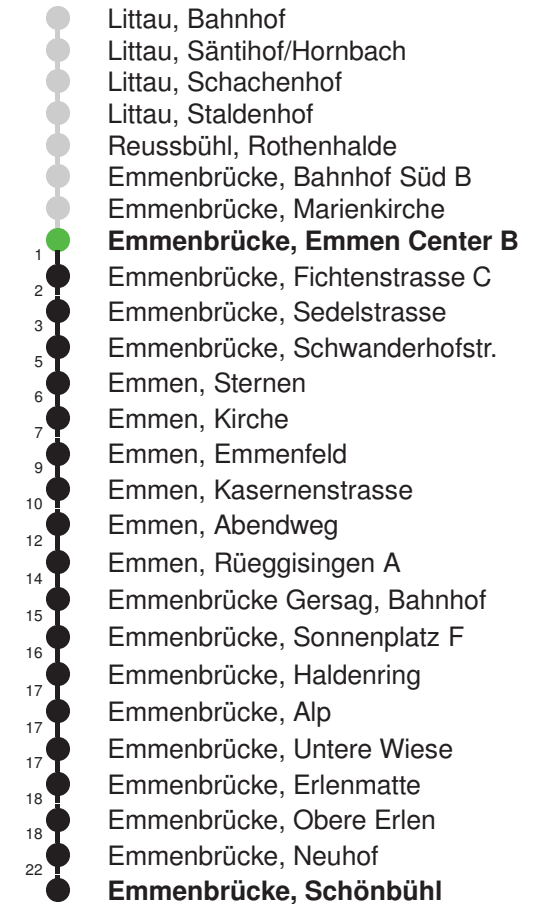 Littau, Bahnhof
Littau, Säntihof/Hornbach
Littau, Schachenhof
Littau, Staldenhof
Reussbühl, Rothenhalde
Emmenbrücke, Bahnhof Süd B
Emmenbrücke, Marienkirche
Emmenbrücke, Emmen Center B
1 Emmenbrücke, Fichtenstrasse C
2 Emmenbrücke, Sedelstrasse
3 Emmenbrücke, Schwanderhofstr.
5 Emmen, Sternen
6 Emmen, Kirche
7 Emmen, Emmenfeld
9 Emmen, Kasernenstrasse
10 Emmen, Abendweg
12 Emmen, Rüeggisingen A
14 Emmenbrücke Gersag, Bahnhof
15 Emmenbrücke, Sonnenplatz F
16 Emmenbrücke, Haldenring
17 Emmenbrücke, Alp
17 Emmenbrücke, Untere Wiese
17 Emmenbrücke, Erlenmatte
18 Emmenbrücke, Obere Erlen
18 Emmenbrücke, Neuhof
22 Emmenbrücke, Schönbühl